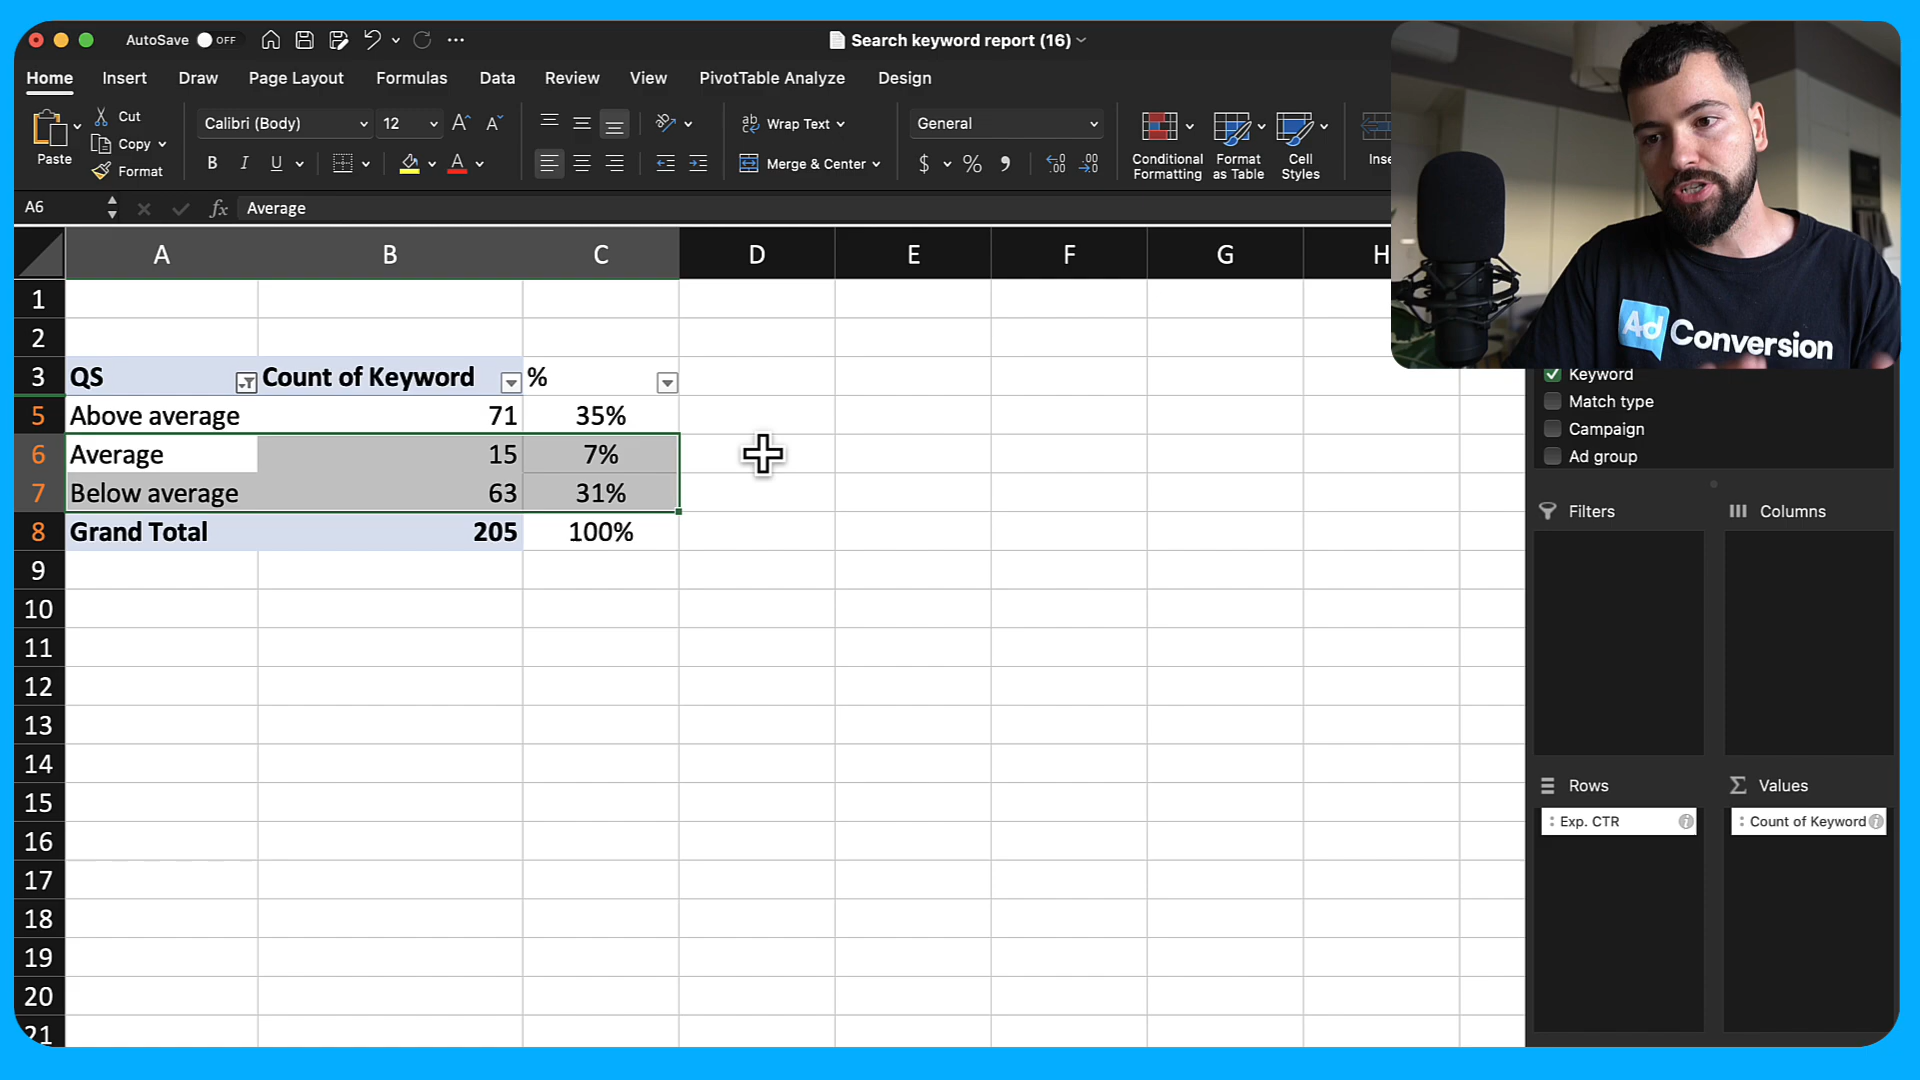 AutoSave OFF
Search keyword report (16)
Home Insert Draw Page Layout Formulas Data Review View PivotTable Analyze Design
Paste
Cut
Copy
Format
Calibri (Body) 12
A A
B I U A
Wrap Text
Merge & Center
General
$ % ,
Conditional Formatting
Format as Table
Cell Styles
Inse
A6 fx Average
A B C D E F G H
1
2
3 QS Count of Keyword %
5 Above average 71 35%
6 Average 15 7%
7 Below average 63 31%
8 Grand Total 205 100%
9
10
11
12
13
14
15
16
17
18
19
20
21
Ad Conversion
Keyword
Match type
Campaign
Ad group
Filters Columns
Rows Values
Exp. CTR Count of Keyword